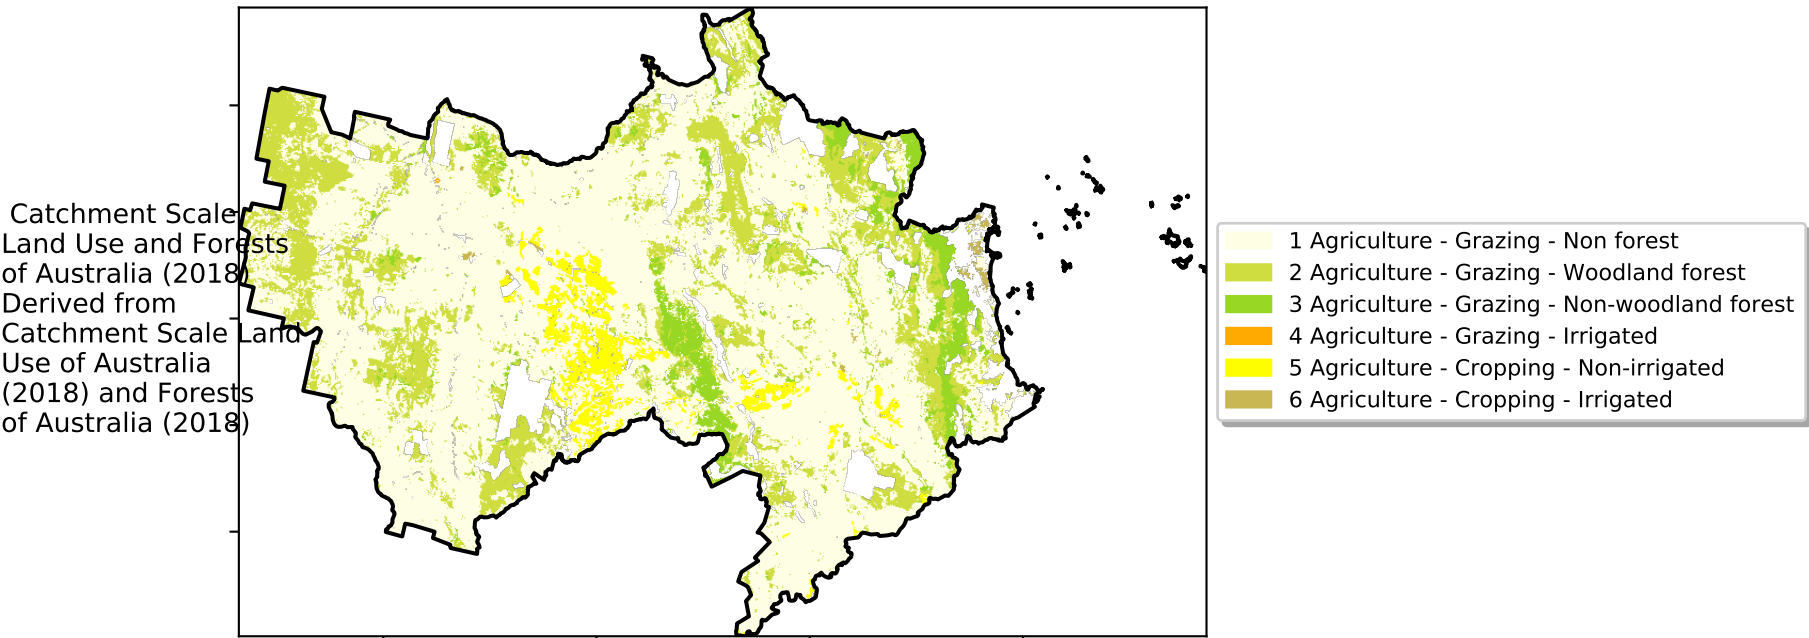 Catchment Scale
Land Use and Forests
of Australia (2018)
Derived from
Catchment Scale Land
Use of Australia
(2018) and Forests
of Australia (2018)
1 Agriculture - Grazing - Non forest
2 Agriculture - Grazing - Woodland forest
3 Agriculture - Grazing - Non-woodland forest
4 Agriculture - Grazing - Irrigated
5 Agriculture - Cropping - Non-irrigated
6 Agriculture - Cropping - Irrigated